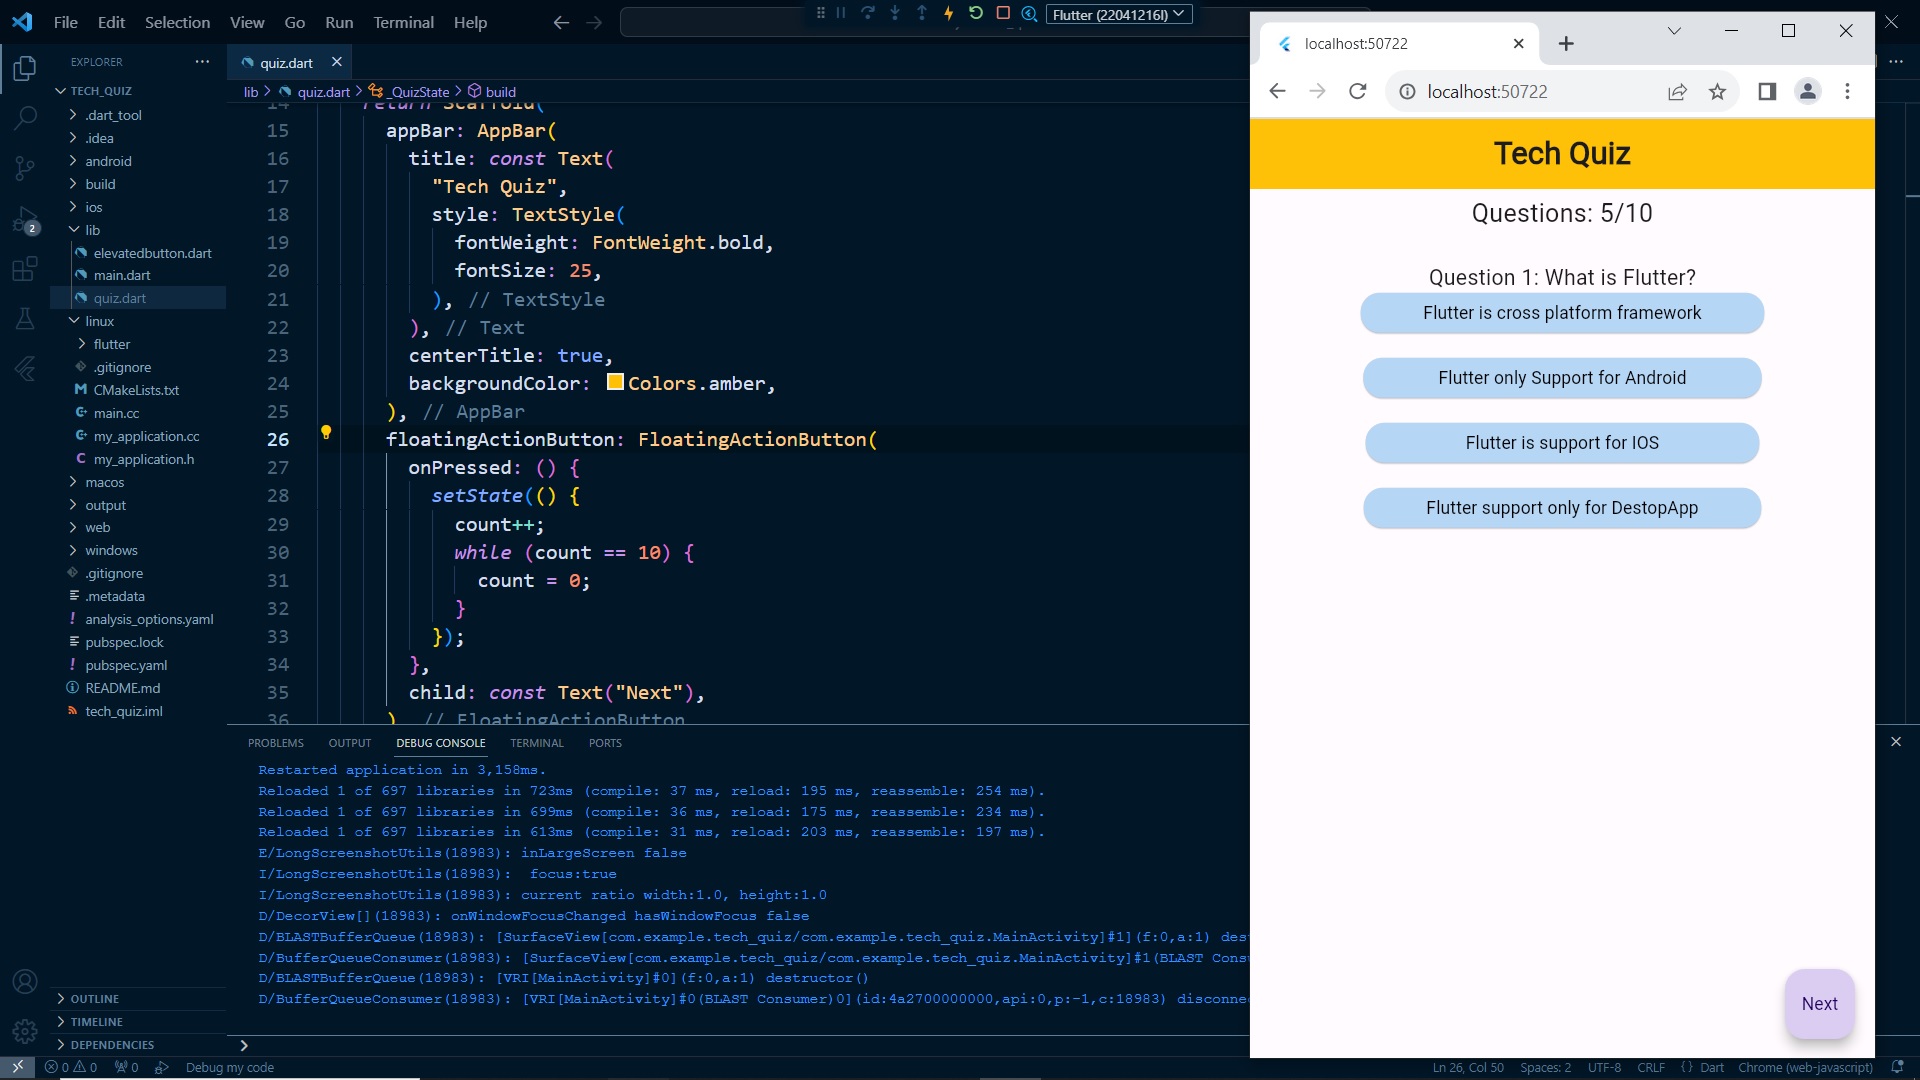 File Edit Selection View Go Run Terminal Help
Flutter (22041216I)
EXPLORER
TECH_QUIZ
.dart_tool
.idea
android
build
ios
lib
elevatedbutton.dart
main.dart
quiz.dart
linux
flutter
.gitignore
CMakeLists.txt
main.cc
my_application.cc
my_application.h
macos
output
web
windows
.gitignore
.metadata
analysis_options.yaml
pubspec.lock
pubspec.yaml
README.md
tech_quiz.iml
OUTLINE
TIMELINE
DEPENDENCIES
2
quiz.dart
lib > quiz.dart > _QuizState > build
14 return Scaffold(
15 appBar: AppBar(
16 title: const Text(
17 "Tech Quiz",
18 style: TextStyle(
19 fontWeight: FontWeight.bold,
20 fontSize: 25,
21 ), // TextStyle
22 ), // Text
23 centerTitle: true,
24 backgroundColor: Colors.amber,
25 ), // AppBar
26 floatingActionButton: FloatingActionButton(
27 onPressed: () {
28 setState(() {
29 count++;
30 while (count == 10) {
31 count = 0;
32 }
33 });
34 },
35 child: const Text("Next"),
36 ) // FloatingActionButton
PROBLEMS OUTPUT DEBUG CONSOLE TERMINAL PORTS
Restarted application in 3,158ms.
Reloaded 1 of 697 libraries in 723ms (compile: 37 ms, reload: 195 ms, reassemble: 254 ms).
Reloaded 1 of 697 libraries in 699ms (compile: 36 ms, reload: 175 ms, reassemble: 234 ms).
Reloaded 1 of 697 libraries in 613ms (compile: 31 ms, reload: 203 ms, reassemble: 197 ms).
E/LongScreenshotUtils(18983): inLargeScreen false
I/LongScreenshotUtils(18983):  focus:true
I/LongScreenshotUtils(18983): current ratio width:1.0, height:1.0
D/DecorView[](18983): onWindowFocusChanged hasWindowFocus false
D/BLASTBufferQueue(18983): [SurfaceView[com.example.tech_quiz/com.example.tech_quiz.MainActivity]#1](f:0,a:1) des
D/BufferQueueConsumer(18983): [SurfaceView[com.example.tech_quiz/com.example.tech_quiz.MainActivity]#1(BLAST Cons
D/BLASTBufferQueue(18983): [VRI[MainActivity]#0](f:0,a:1) destructor()
D/BufferQueueConsumer(18983): [VRI[MainActivity]#0(BLAST Consumer)0](id:4a2700000000,api:0,p:-1,c:18983) disconne
localhost:50722
localhost:50722
Tech Quiz
Questions: 5/10
Question 1: What is Flutter?
Flutter is cross platform framework
Flutter only Support for Android
Flutter is support for IOS
Flutter support only for DestopApp
Next
0 0 0 Debug my code
Ln 26, Col 50 Spaces: 2 UTF-8 CRLF { } Dart Chrome (web-javascript)